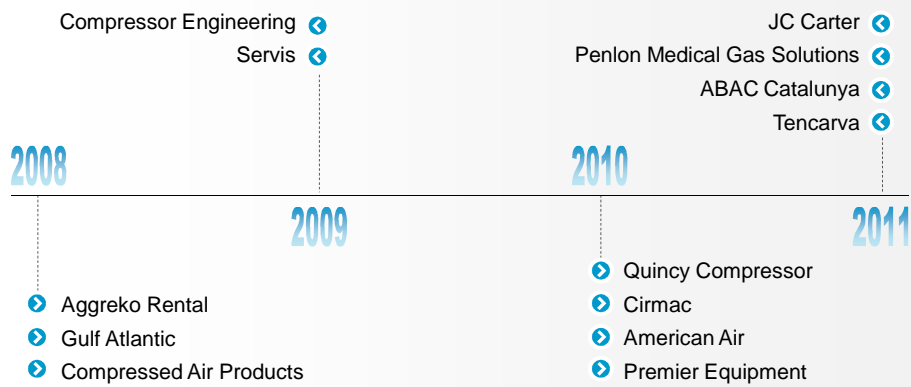 Compressor Engineering
Servis
JC Carter
Penlon Medical Gas Solutions
ABAC Catalunya
Tencarva
2008
2010
2009
2011
Quincy Compressor
Aggreko Rental
Cirmac
Gulf Atlantic
American Air
Compressed Air Products
Premier Equipment